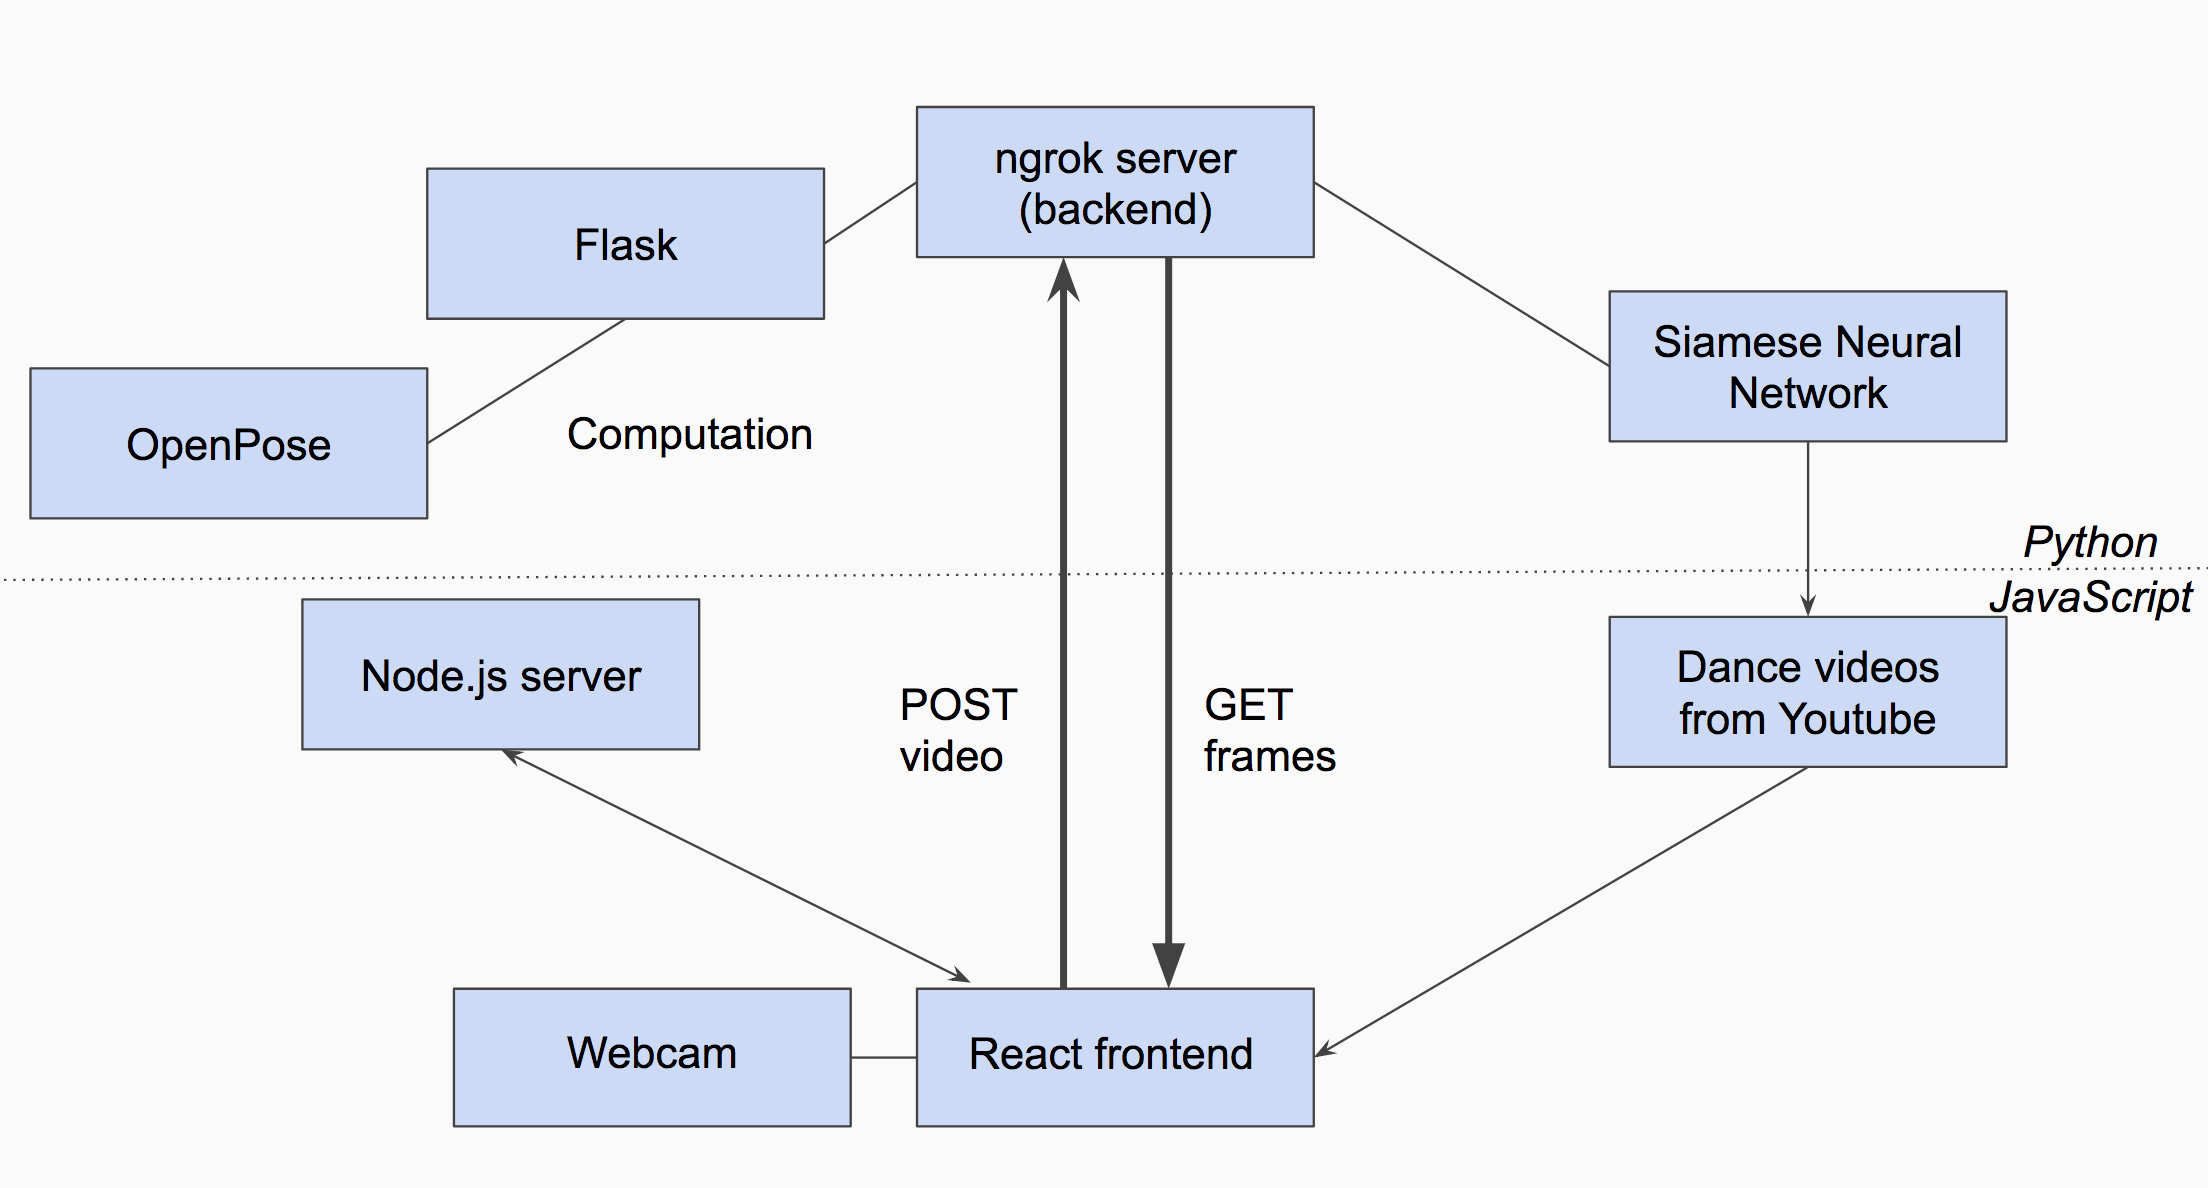 ngrok server
(backend)
Flask
Siamese Neural
Network
OpenPose
Computation
Python
JavaScript
Node.js server
Dance videos
from Youtube
POST
video
GET
frames
Webcam
React frontend